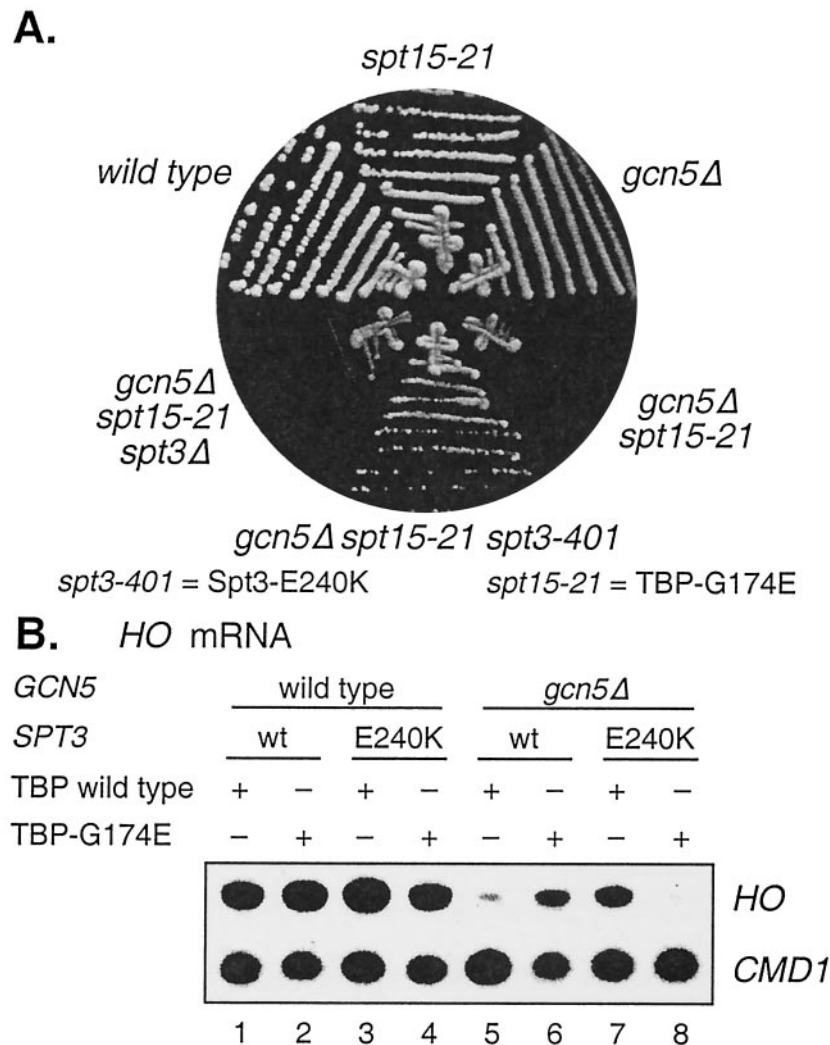 A.
spt15-21
wild type
gcn5Δ
gcn5Δ
spt15-21
spt3Δ
gcn5Δ
spt15-21
gcn5Δ spt15-21 spt3-401
spt3-401 = Spt3-E240K
spt15-21 = TBP-G174E
B. HO mRNA
GCN5 wild type gcn5Δ
SPT3 wt E240K wt E240K
TBP wild type + − + − + − + −
TBP-G174E − + − + − + − +
HO
CMD1
1 2 3 4 5 6 7 8